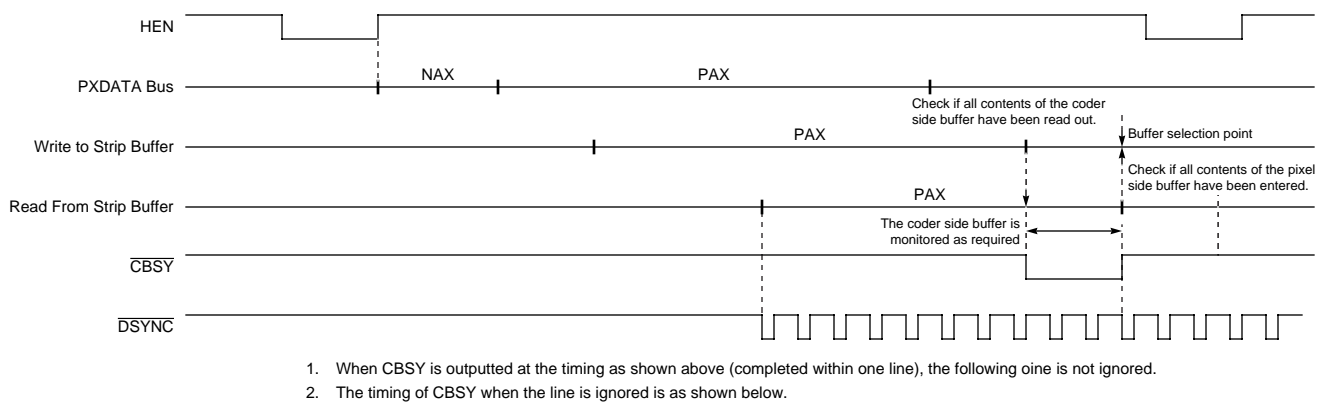 HEN
NAX
PAX
PXDATA Bus
Check if all contents of the coder
side buffer have been read out.
PAX
Buffer selection point
Write to Strip Buffer
Check if all contents of the pixel
side buffer have been entered.
PAX
Read From Strip Buffer
The coder side buffer is
monitored as required
CBSY
DSYNC
1. When CBSY is outputted at the timing as shown above (completed within one line), the following oine is not ignored.
2. The timing of CBSY when the line is ignored is as shown below.